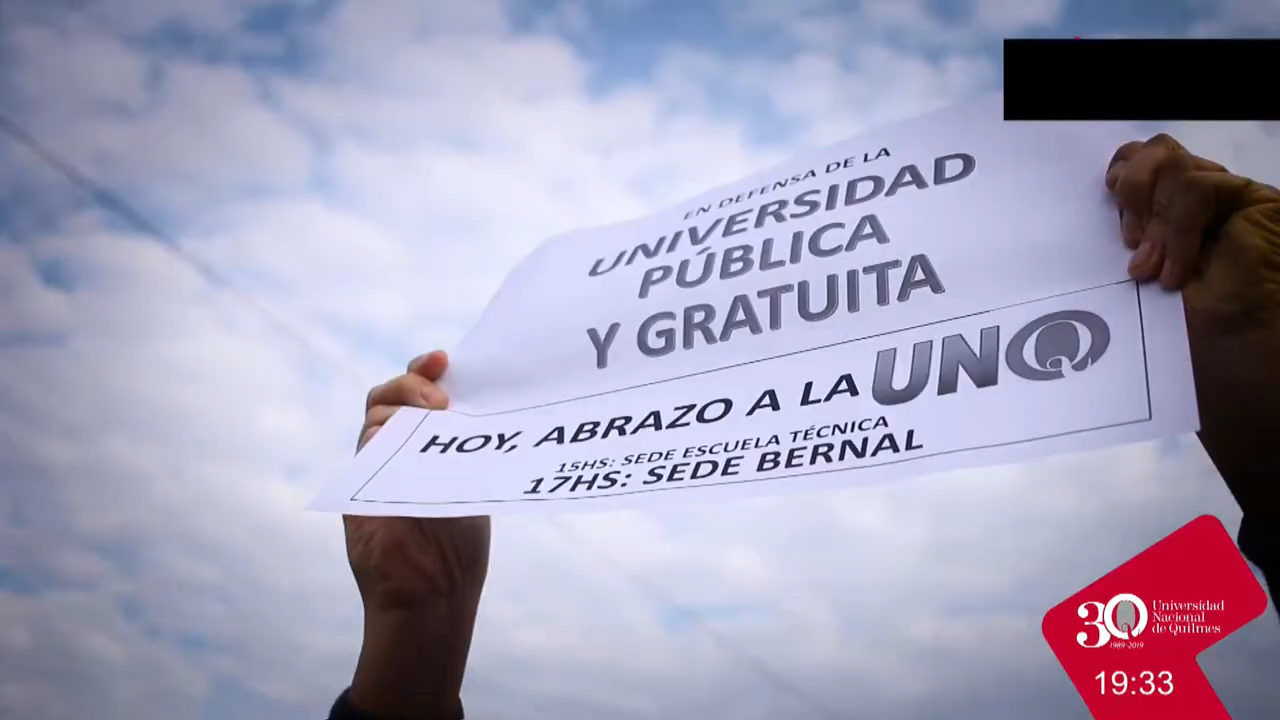 EN DEFENSA DE LA
UNIVERSIDAD
PÚBLICA
Y GRATUITA
HOY, ABRAZO A LA UNQ
15HS: SEDE ESCUELA TÉCNICA
17HS: SEDE BERNAL
30 Universidad
Nacional
de Quilmes
1989-2019
19:33